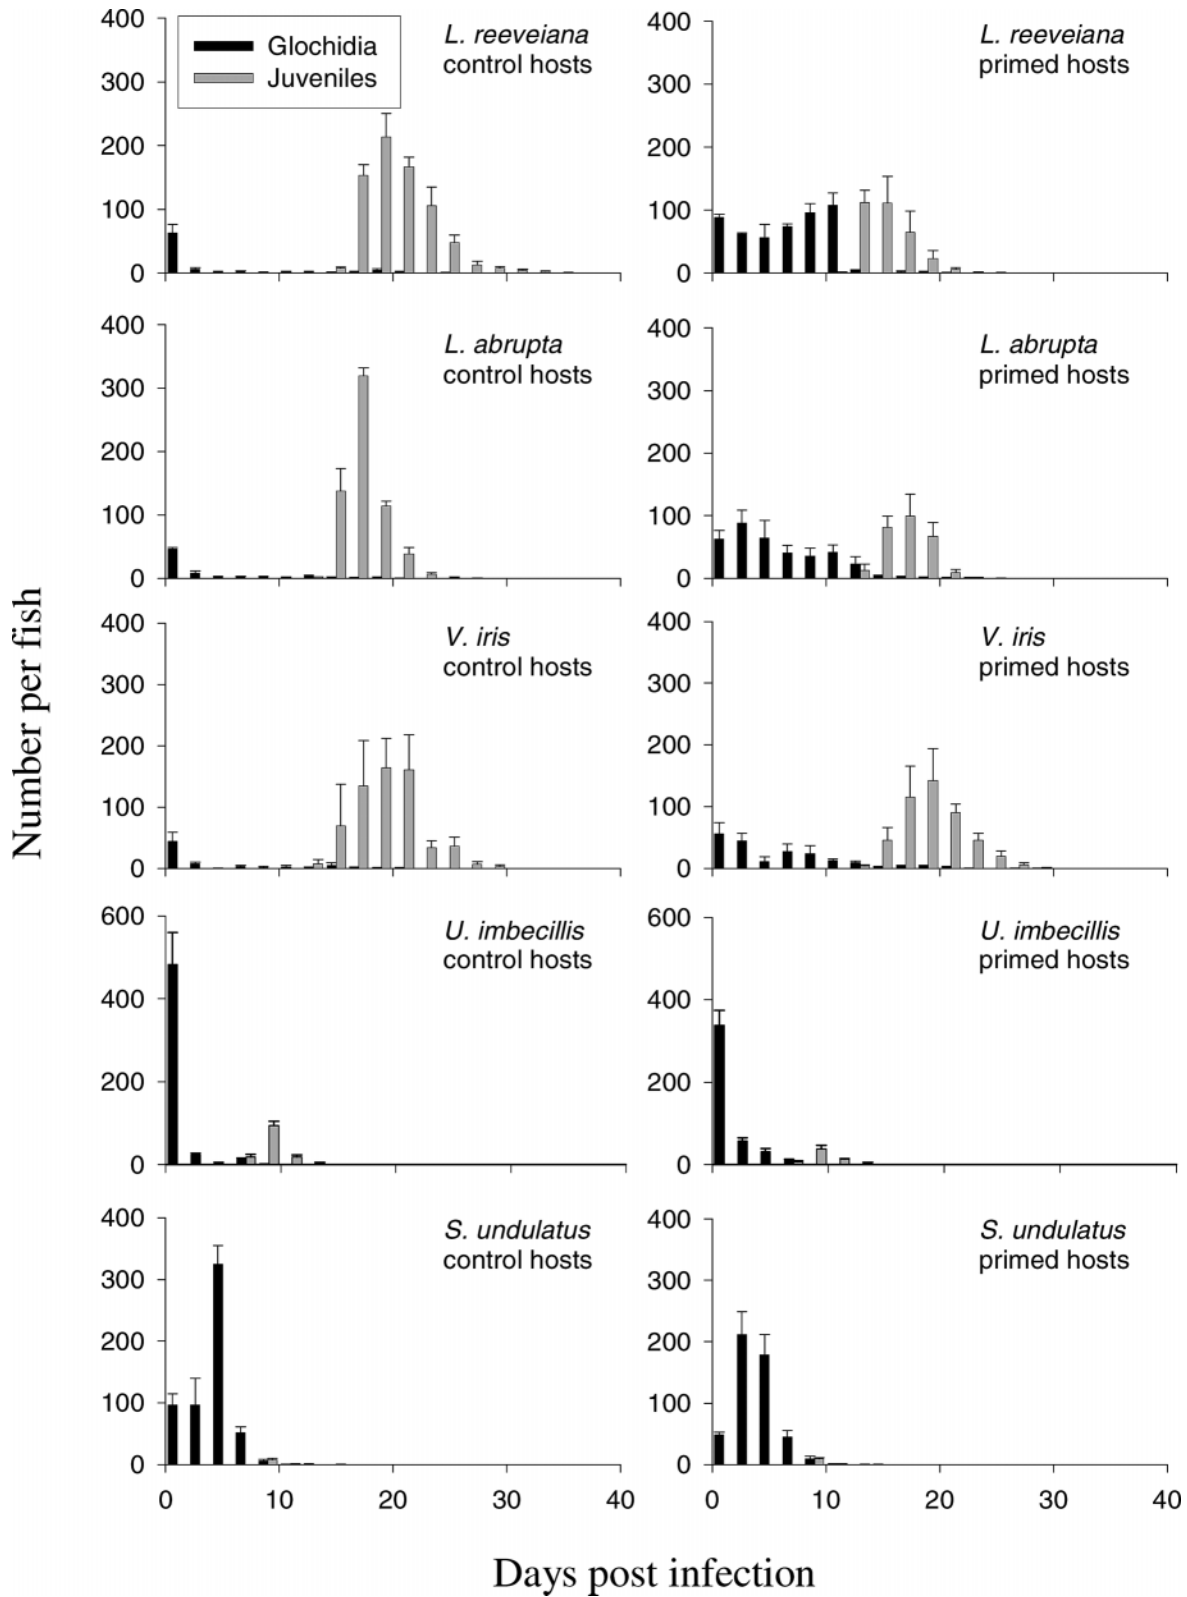 400
300
200
100
0
Glochidia
Juveniles
L. reeveiana
control hosts
400
300
200
100
0
L. reeveiana
primed hosts
400
300
200
100
0
L. abrupta
control hosts
400
300
200
100
0
L. abrupta
primed hosts
Number per fish
400
300
200
100
0
V. iris
control hosts
400
300
200
100
0
V. iris
primed hosts
600
400
200
0
U. imbecillis
control hosts
600
400
200
0
U. imbecillis
primed hosts
400
300
200
100
0
S. undulatus
control hosts
400
300
200
100
0
S. undulatus
primed hosts
0 10 20 30 40
0 10 20 30 40
Days post infection